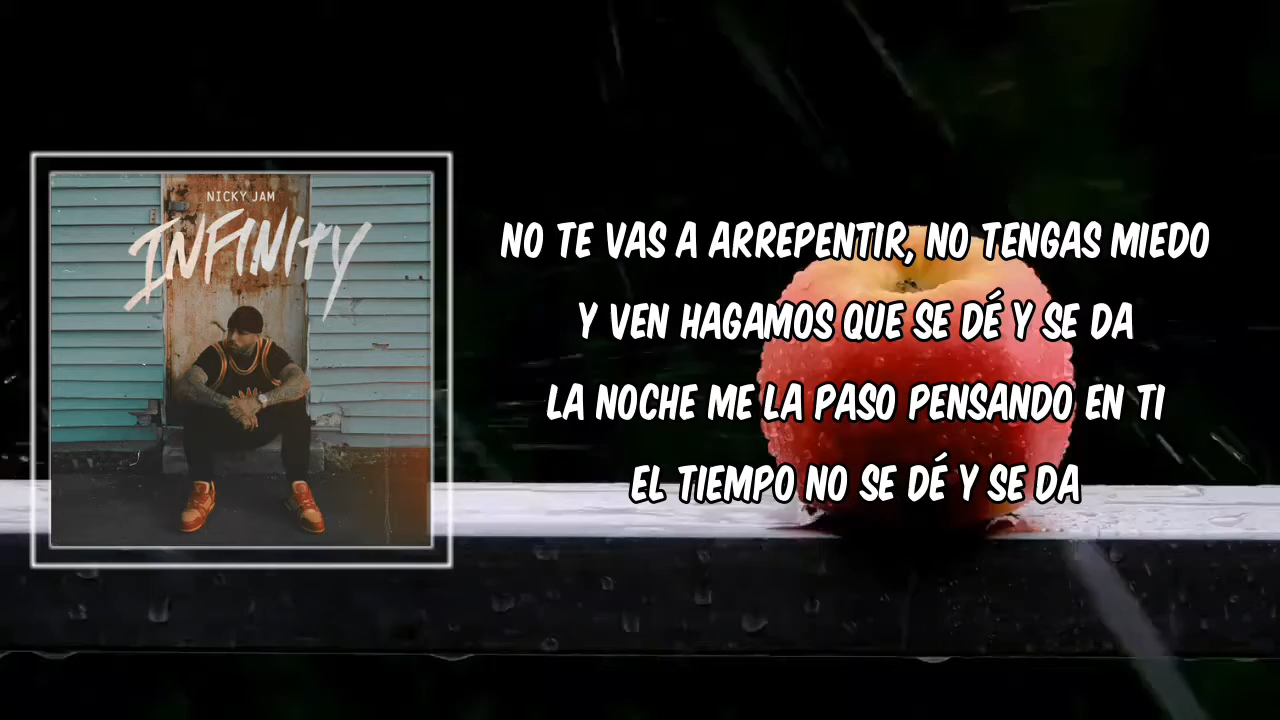 NICKY JAM
INFINITY
NO TE VAS A ARREPENTIR, NO TENGAS MIEDO
Y VEN HAGAMOS QUE SE DÉ Y SE DA
LA NOCHE ME LA PASO PENSANDO EN TI
EL TIEMPO NO SE DÉ Y SE DA